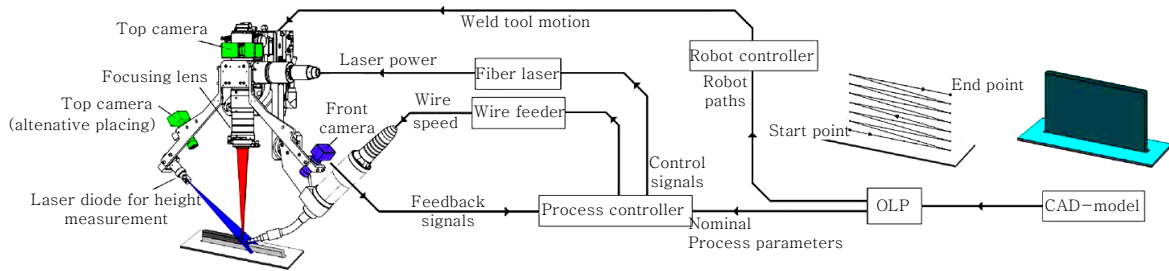 Weld tool motion
Top camera
Robot controller
Focusing lens
Laser power
Fiber laser
Robot
paths
End point
Top camera
(altenative placing)
Front
camera
Wire
speed
Wire feeder
Start point
Control
signals
Laser diode for height
measurement
Feedback
signals
Process controller
Nominal
Process parameters
OLP
CAD-model